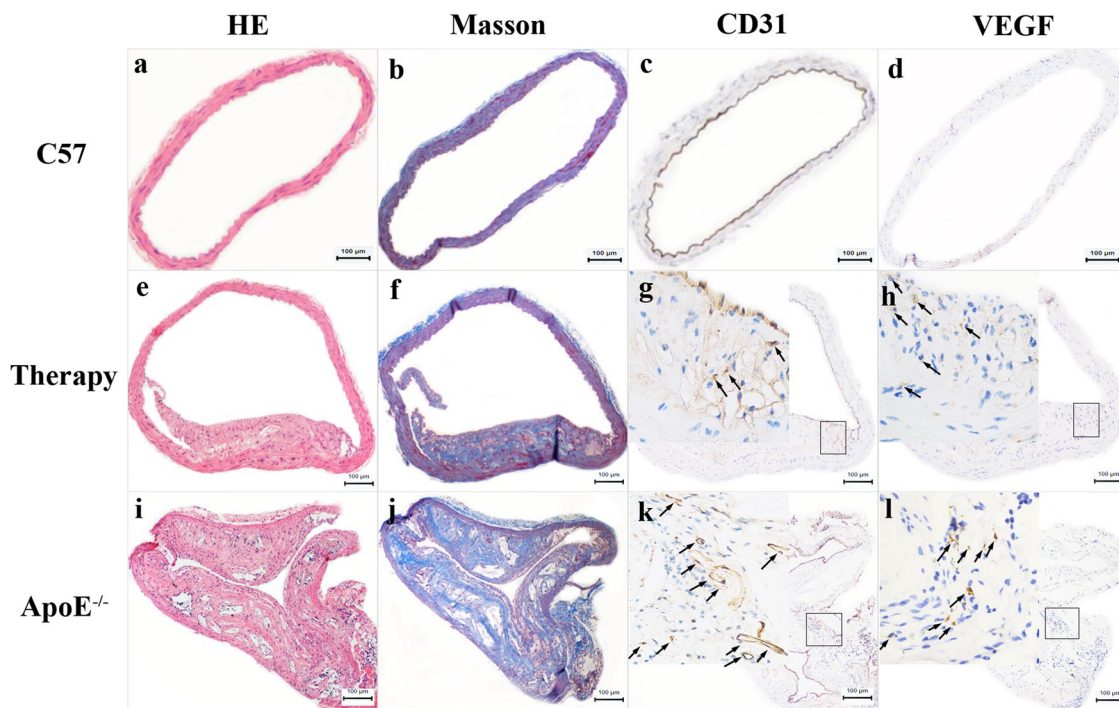 HE Masson CD31 VEGF
C57
a b c d
100 μm 100 μm 100 μm 100 μm
Therapy
e f g h
100 μm 100 μm 100 μm 100 μm
ApoE-/-
i j k l
100 μm 100 μm 100 μm 100 μm